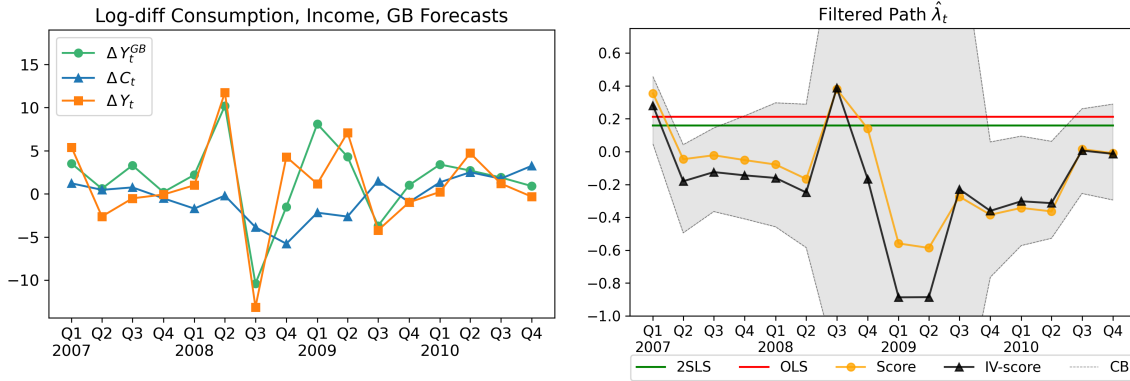 Log-diff Consumption, Income, GB Forecasts
Δ Y_t^{GB}
Δ C_t
Δ Y_t
15
10
5
0
−5
−10
Q1 Q2 Q3 Q4 Q1 Q2 Q3 Q4 Q1 Q2 Q3 Q4 Q1 Q2 Q3 Q4
2007 2008 2009 2010
Filtered Path λ̂_t
0.6
0.4
0.2
0.0
−0.2
−0.4
−0.6
−0.8
−1.0
Q1 Q2 Q3 Q4 Q1 Q2 Q3 Q4 Q1 Q2 Q3 Q4 Q1 Q2 Q3 Q4
2007 2008 2009 2010
2SLS OLS Score IV-score CB